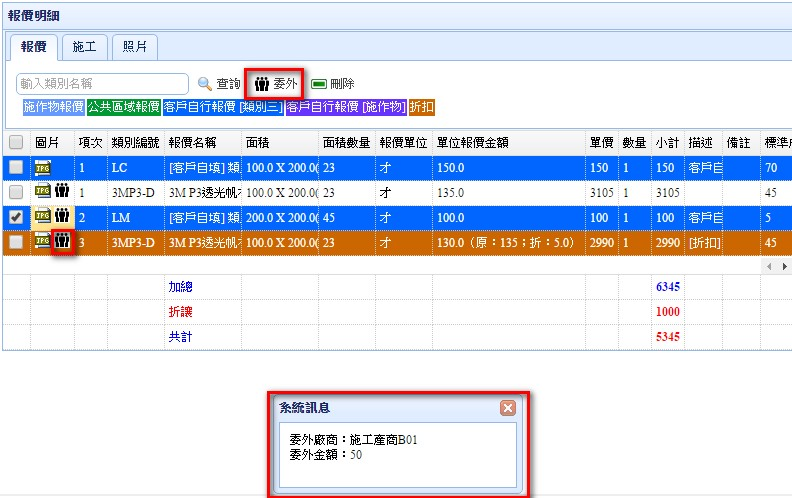 報價明細
報價 施工 照片
輸入類別名稱 查詢 委外 刪除
施作物報價 公共區域報價 客戶自行報價 [類別三] 客戶自行報價 [施作物] 折扣
圖片 項次 類別編號 報價名稱 面積 面積數量 報價單位 單位報價金額 單價 數量 小計 描述 備註 標準
JPG 1 LC [客戶自填] 類 100.0 X 200.0( 23 才 150.0 150 1 150 客戶自 70
JPG 1 3MP3-D 3M P3透光帆 100.0 X 200.0( 23 才 135.0 3105 1 3105 45
JPG 2 LM [客戶自填] 類 200.0 X 200.0( 45 才 100.0 100 1 100 客戶自 5
JPG 3 3MP3-D 3M P3透光帆 100.0 X 200.0( 23 才 130.0（原：135；折：5.0） 2990 1 2990 [折扣] 45
加總 6345
折讓 1000
共計 5345
系統訊息
委外廠商：施工產商B01
委外金額：50